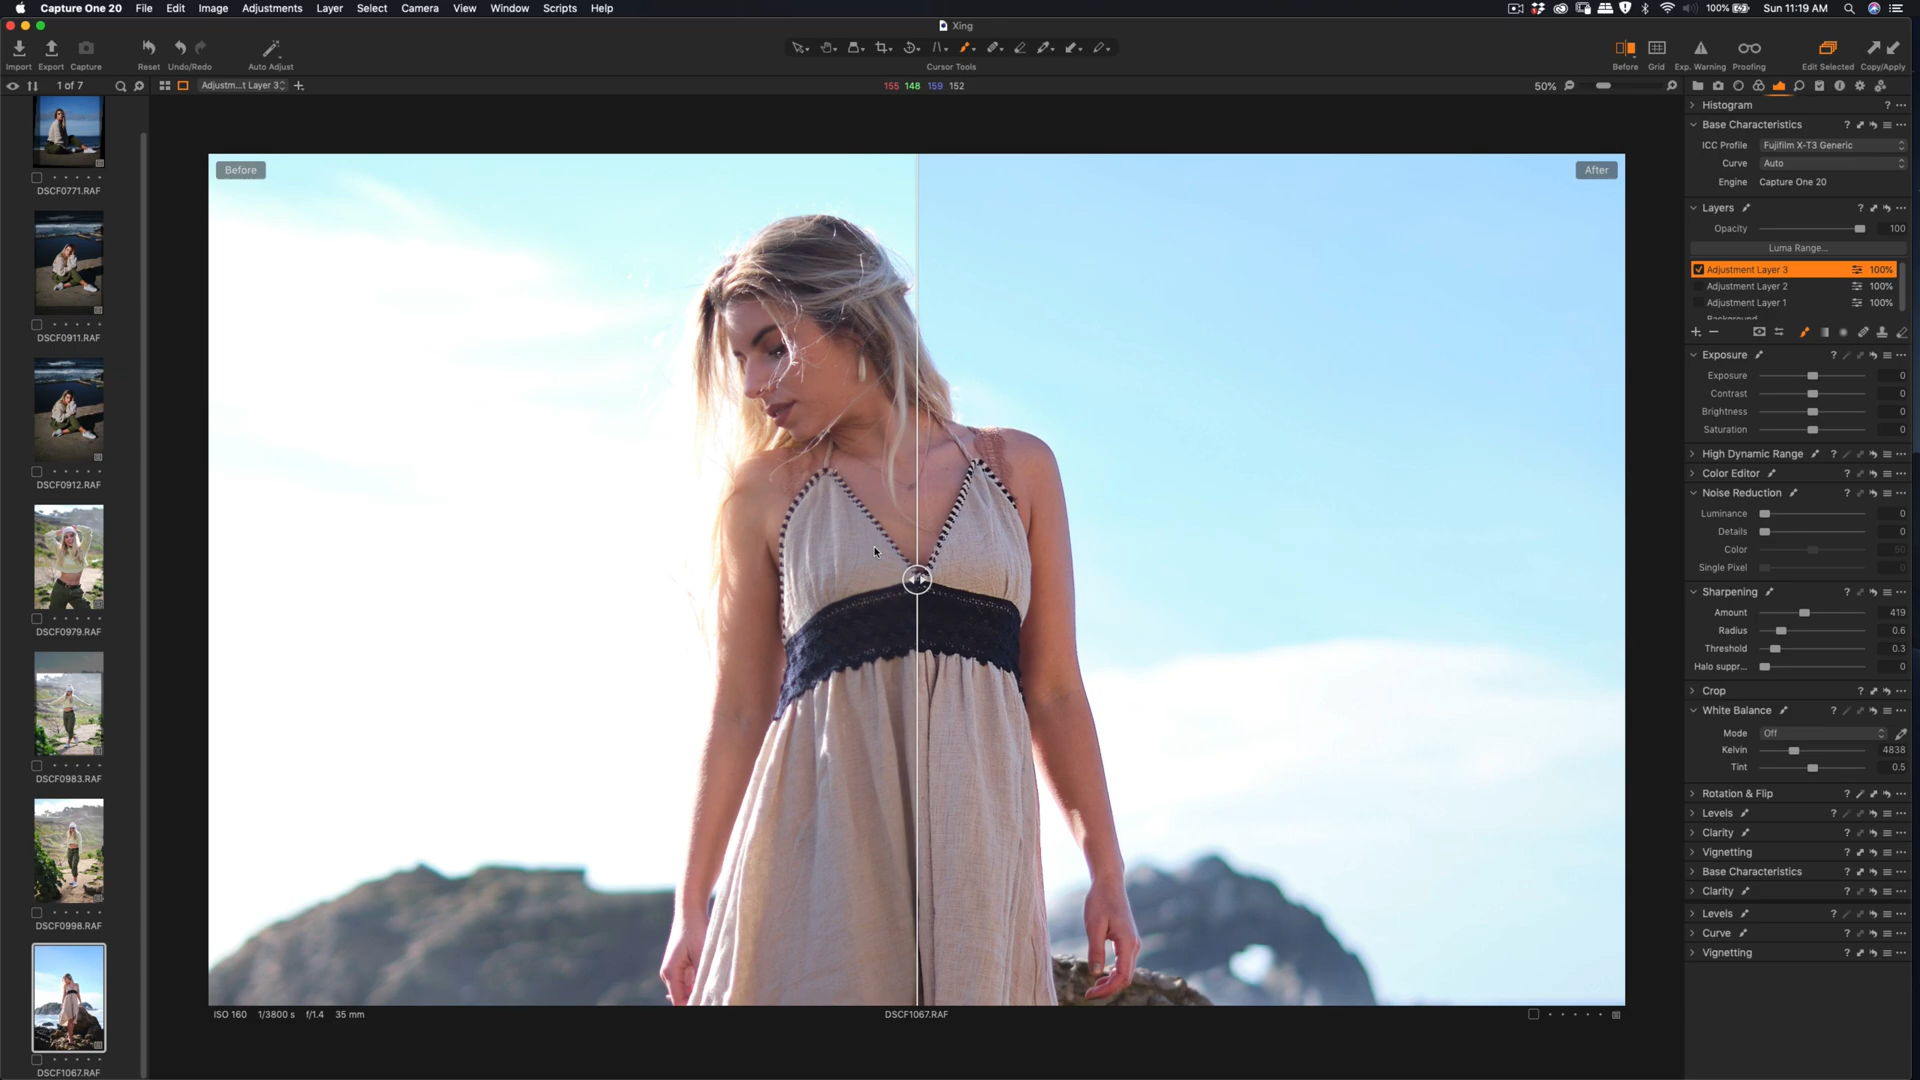 Capture One 20 File Edit Image Adjustments Layer Select Camera View Window Scripts Help 100% Sun 11:19 AM
Xing
Import Export Capture Reset Undo/Redo Auto Adjust Cursor Tools Before Grid Exp. Warning Proofing Edit Selected Copy/Apply
1 of 7 Adjustm...t Layer 3 155 148 159 152 50%
DSCF0771.RAF
DSCF0911.RAF
DSCF0912.RAF
DSCF0979.RAF
DSCF0983.RAF
DSCF0998.RAF
DSCF1067.RAF
Before After
ISO 160 1/3800 s f/1.4 35 mm DSCF1067.RAF
Histogram ?
Base Characteristics ?
ICC Profile Fujifilm X-T3 Generic
Curve Auto
Engine Capture One 20
Layers ?
Opacity 100
Luma Range...
Adjustment Layer 3 100%
Adjustment Layer 2 100%
Adjustment Layer 1 100%
Background
Exposure ?
Exposure 0
Contrast 0
Brightness 0
Saturation 0
High Dynamic Range ?
Color Editor ?
Noise Reduction ?
Luminance 0
Details 0
Color 50
Single Pixel 0
Sharpening ?
Amount 419
Radius 0.6
Threshold 0.3
Halo suppr... 0
Crop ?
White Balance ?
Mode Off
Kelvin 4838
Tint 0.5
Rotation & Flip ?
Levels ?
Clarity ?
Vignetting ?
Base Characteristics ?
Clarity ?
Levels ?
Curve ?
Vignetting ?